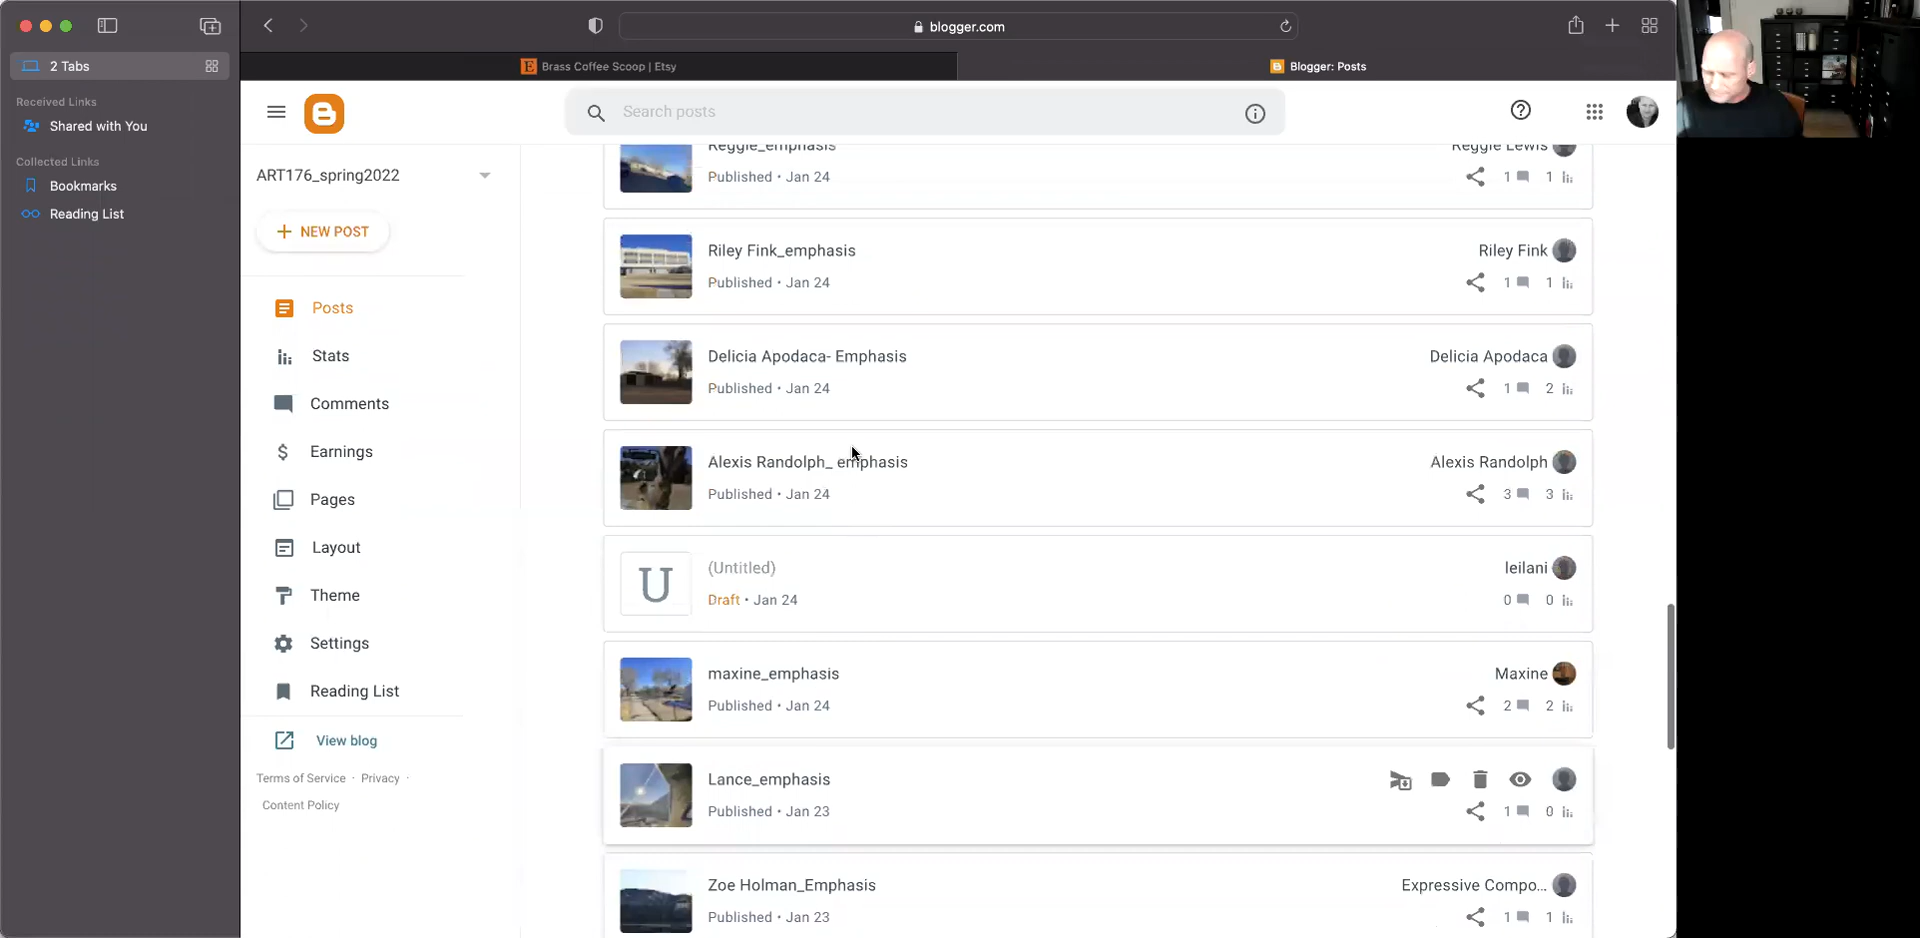 2 Tabs
Received Links
Shared with You
Collected Links
Bookmarks
Reading List
blogger.com
Brass Coffee Scoop | Etsy
Blogger: Posts
Search posts
ART176_spring2022
NEW POST
Posts
Stats
Comments
Earnings
Pages
Layout
Theme
Settings
Reading List
View blog
Terms of Service · Privacy ·
Content Policy
Reggie_emphasis Reggie Lewis
Published • Jan 24 1 1
Riley Fink_emphasis Riley Fink
Published • Jan 24 1 1
Delicia Apodaca- Emphasis Delicia Apodaca
Published • Jan 24 1 2
Alexis Randolph_ emphasis Alexis Randolph
Published • Jan 24 3 3
U
(Untitled) leilani
Draft • Jan 24 0 0
maxine_emphasis Maxine
Published • Jan 24 2 2
Lance_emphasis
Published • Jan 23 1 0
Zoe Holman_Emphasis Expressive Compo...
Published • Jan 23 1 1